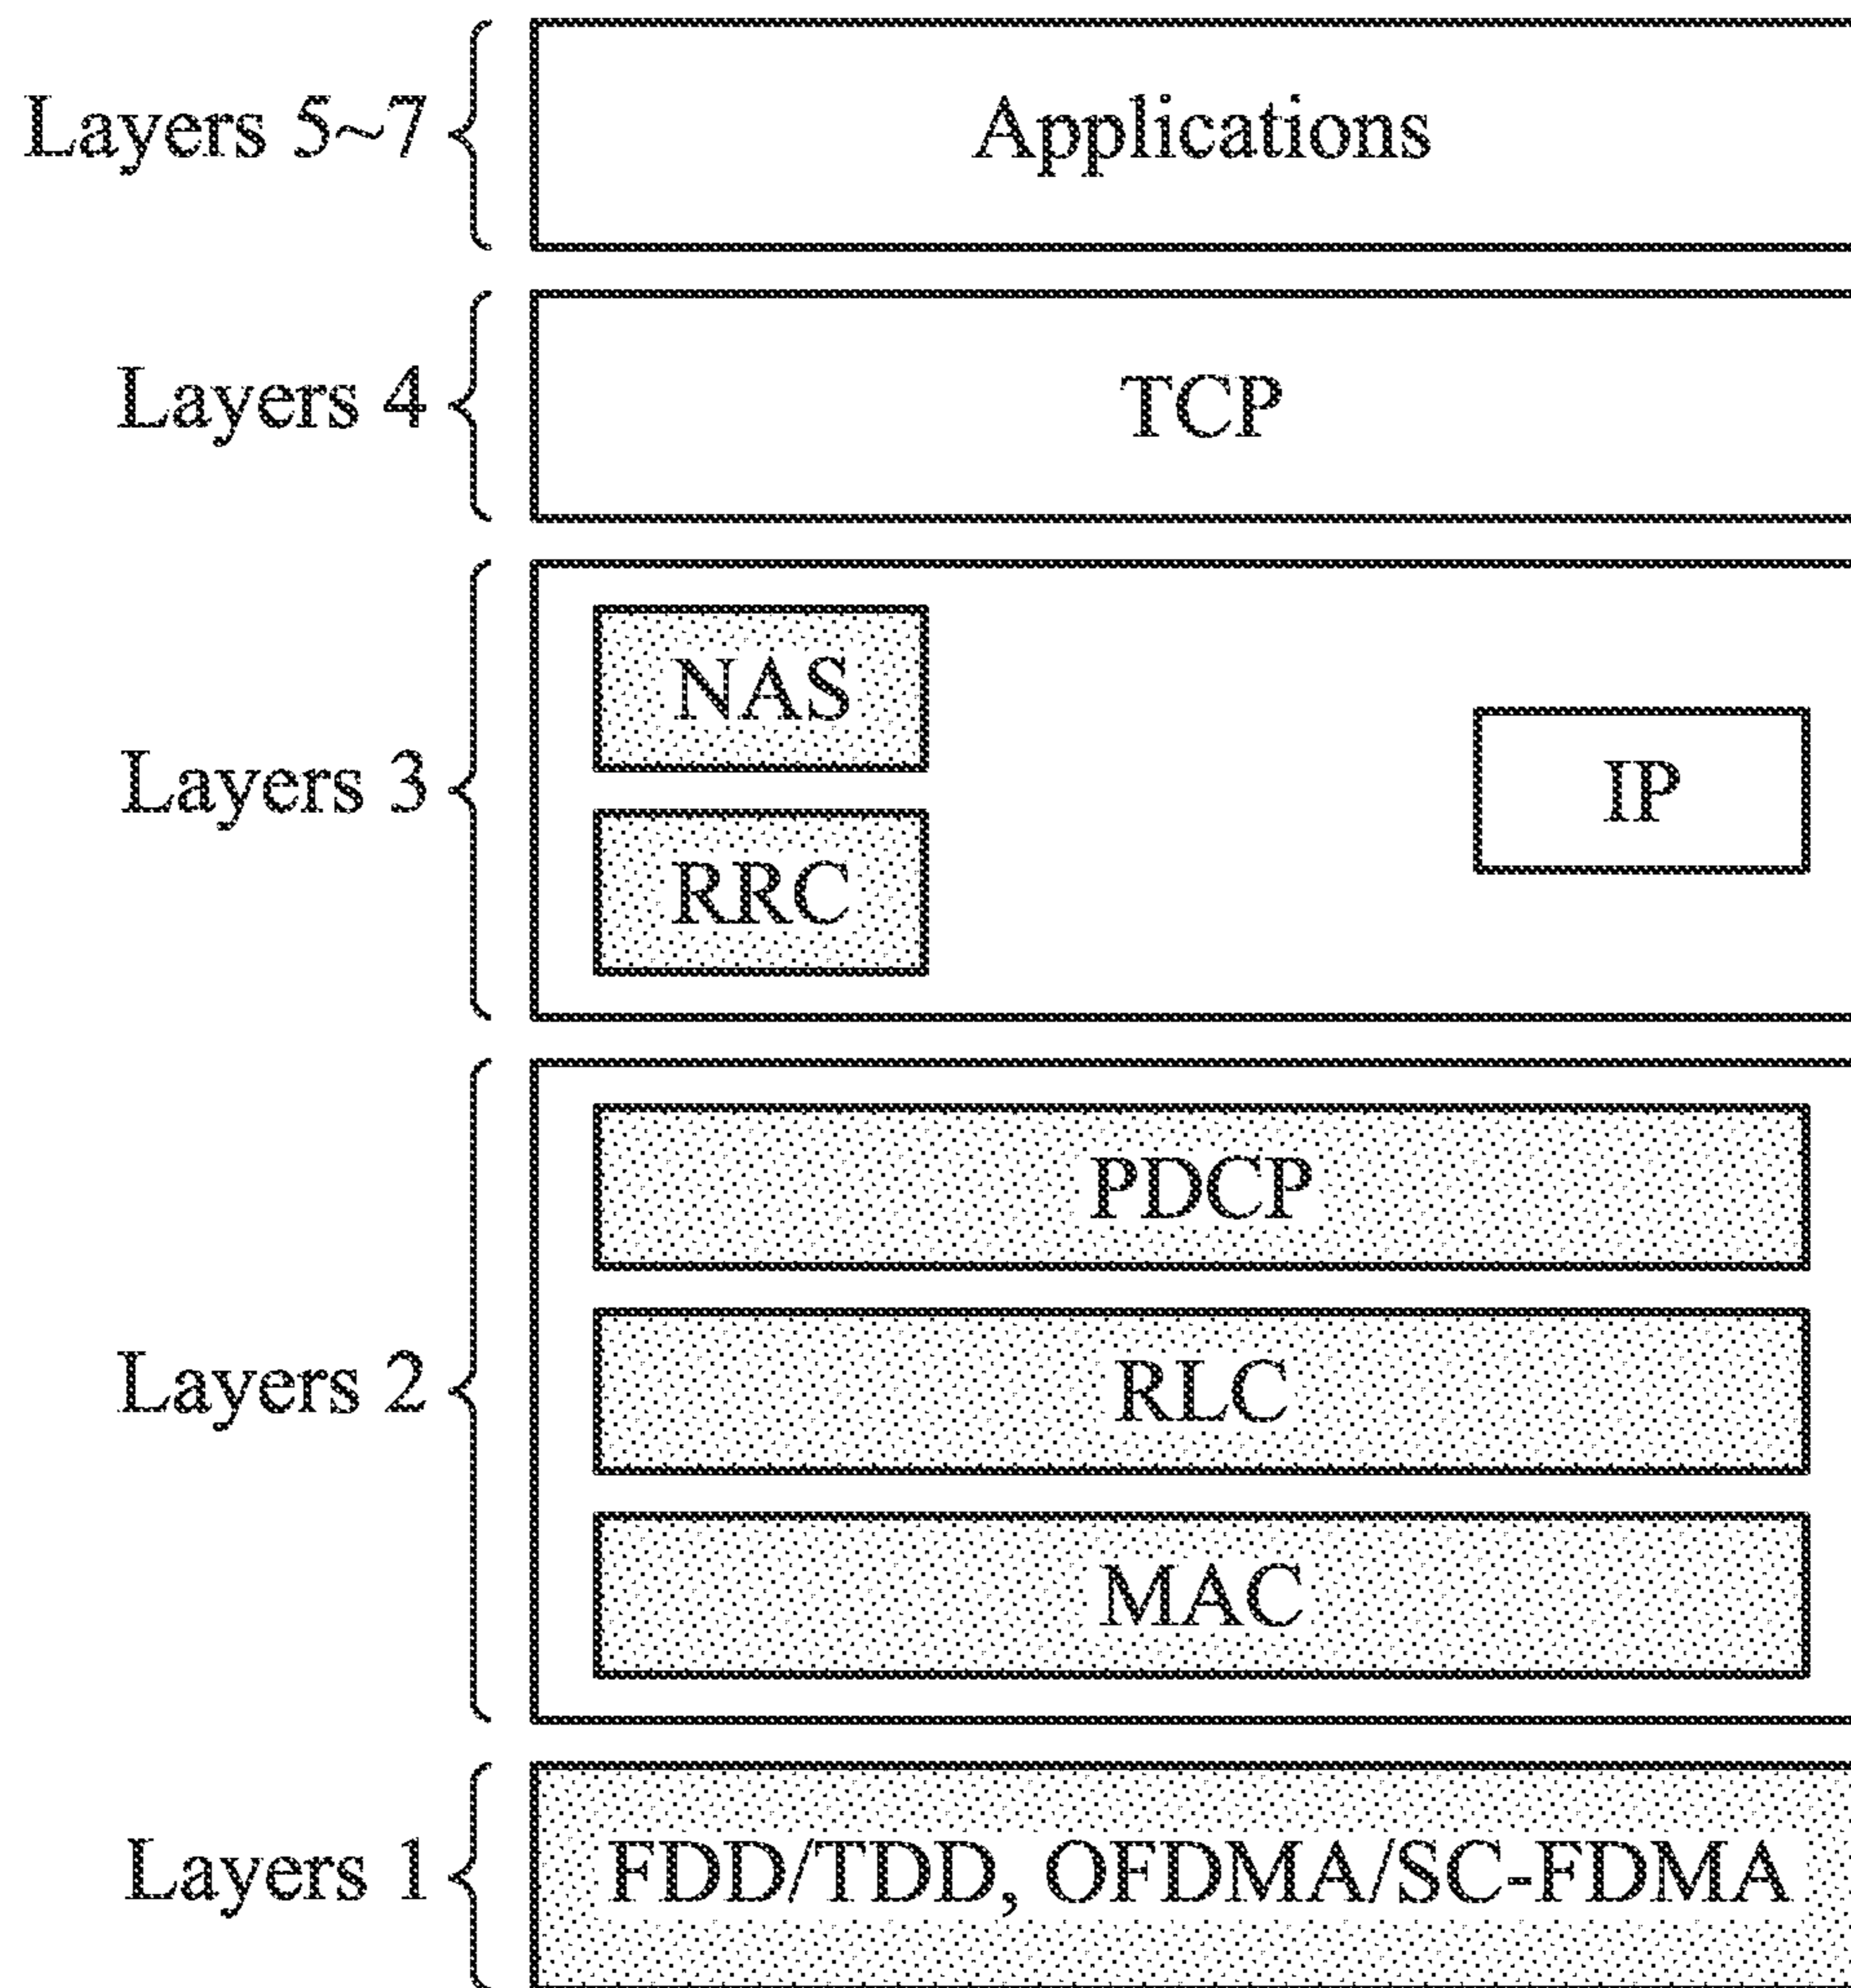 Layers 5~7
Applications
Layers 4
TCP
Layers 3
NAS
RRC
IP
Layers 2
PDCP
RLC
MAC
Layers 1
FDD/TDD, OFDMA/SC-FDMA